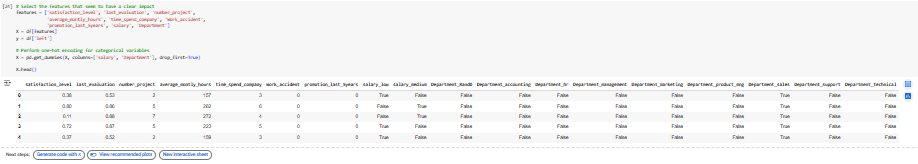 [25] # Select the features that seem to have a clear impact
features = ['satisfaction_level', 'last_evaluation', 'number_project',
'average_montly_hours', 'time_spend_company', 'Work_accident',
'promotion_last_5years', 'salary', 'Department']
X = df[features]
y = df['left']
# Perform one-hot encoding for categorical variables
X = pd.get_dummies(X, columns=['salary', 'Department'], drop_first=True)
X.head()
satisfaction_level last_evaluation number_project average_montly_hours time_spend_company Work_accident promotion_last_5years salary_low salary_medium Department_RandD Department_accounting Department_hr Department_management Department_marketing Department_product_mng Department_sales Department_support Department_technical
0 0.38 0.53 2 157 3 0 0 True False False False False False False False True False False
1 0.80 0.86 5 262 6 0 0 False True False False False False False False True False False
2 0.11 0.88 7 272 4 0 0 False True False False False False False False True False False
3 0.72 0.87 5 223 5 0 0 True False False False False False False False True False False
4 0.37 0.52 2 159 3 0 0 True False False False False False False False True False False
Next steps: Generate code with X View recommended plots New interactive sheet